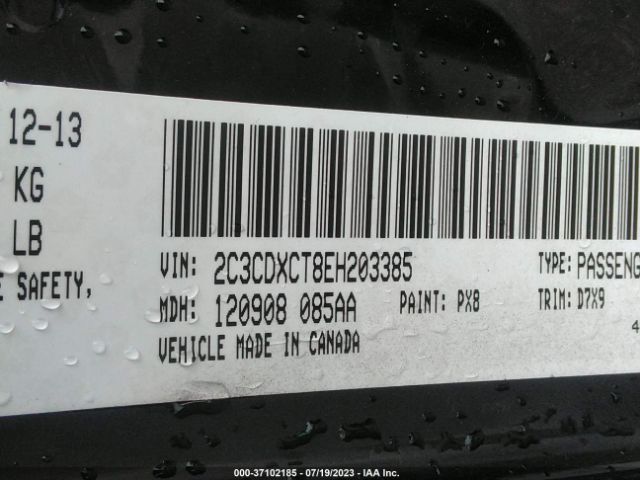 12-13
KG
LB
E SAFETY,
VIN: 2C3CDXCT8EH203385
TYPE: PASSENG
MDH: 120908 085AA
PAINT: PX8
TRIM: D7X9
VEHICLE MADE IN CANADA
4
000-37102185 - 07/19/2023 - IAA Inc.